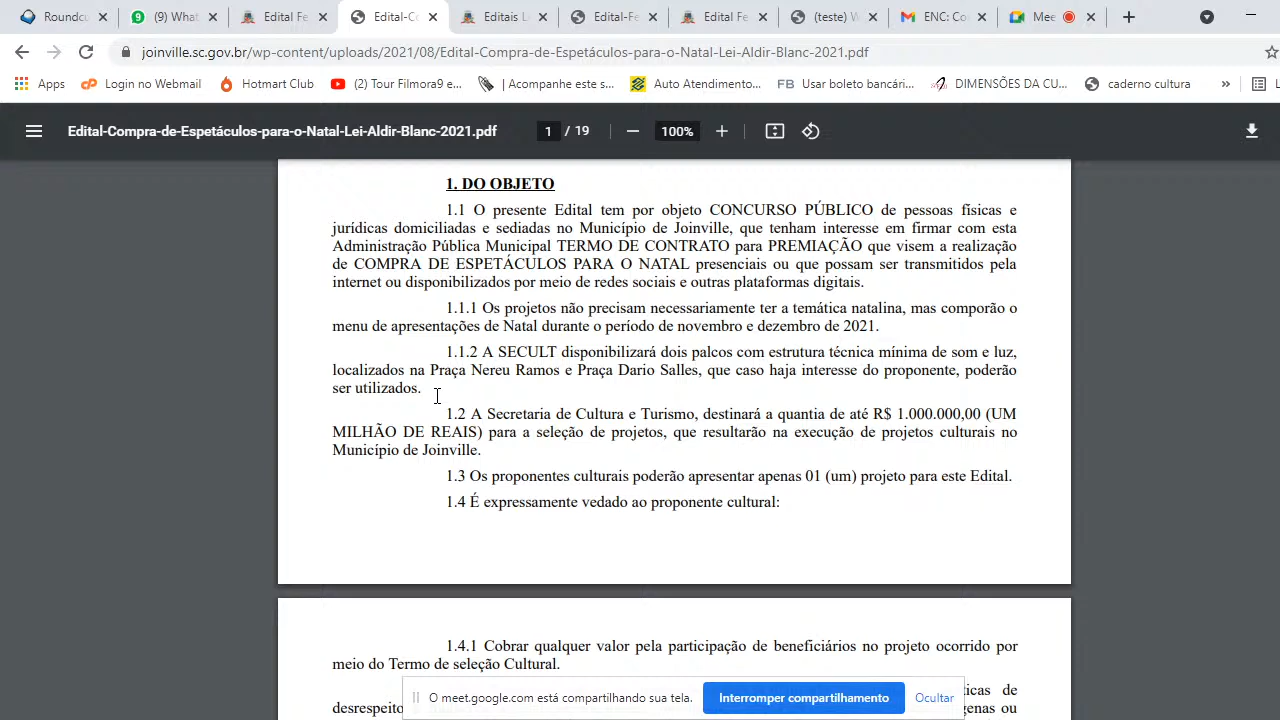 Roundcu
(9) What
Edital Fe
Edital-Co
Editais L
Edital-Fe
Edital Fe
(teste) W
ENC: Co
Mee
joinville.sc.gov.br/wp-content/uploads/2021/08/Edital-Compra-de-Espetáculos-para-o-Natal-Lei-Aldir-Blanc-2021.pdf
Apps
Login no Webmail
Hotmart Club
(2) Tour Filmora9 e...
| Acompanhe este s...
Auto Atendimento...
FB Usar boleto bancári...
DIMENSÕES DA CU...
caderno cultura
»
Edital-Compra-de-Espetáculos-para-o-Natal-Lei-Aldir-Blanc-2021.pdf
1 / 19
100%
1. DO OBJETO
1.1 O presente Edital tem por objeto CONCURSO PÚBLICO de pessoas físicas e
jurídicas domiciliadas e sediadas no Município de Joinville, que tenham interesse em firmar com esta
Administração Pública Municipal TERMO DE CONTRATO para PREMIAÇÃO que visem a realização
de COMPRA DE ESPETÁCULOS PARA O NATAL presenciais ou que possam ser transmitidos pela
internet ou disponibilizados por meio de redes sociais e outras plataformas digitais.
1.1.1 Os projetos não precisam necessariamente ter a temática natalina, mas comporão o
menu de apresentações de Natal durante o período de novembro e dezembro de 2021.
1.1.2 A SECULT disponibilizará dois palcos com estrutura técnica mínima de som e luz,
localizados na Praça Nereu Ramos e Praça Dario Salles, que caso haja interesse do proponente, poderão
ser utilizados.
1.2 A Secretaria de Cultura e Turismo, destinará a quantia de até R$ 1.000.000,00 (UM
MILHÃO DE REAIS) para a seleção de projetos, que resultarão na execução de projetos culturais no
Município de Joinville.
1.3 Os proponentes culturais poderão apresentar apenas 01 (um) projeto para este Edital.
1.4 É expressamente vedado ao proponente cultural:
1.4.1 Cobrar qualquer valor pela participação de beneficiários no projeto ocorrido por
meio do Termo de seleção Cultural.
ticas de
desrespeito
genas ou
O meet.google.com está compartilhando sua tela.
Interromper compartilhamento
Ocultar